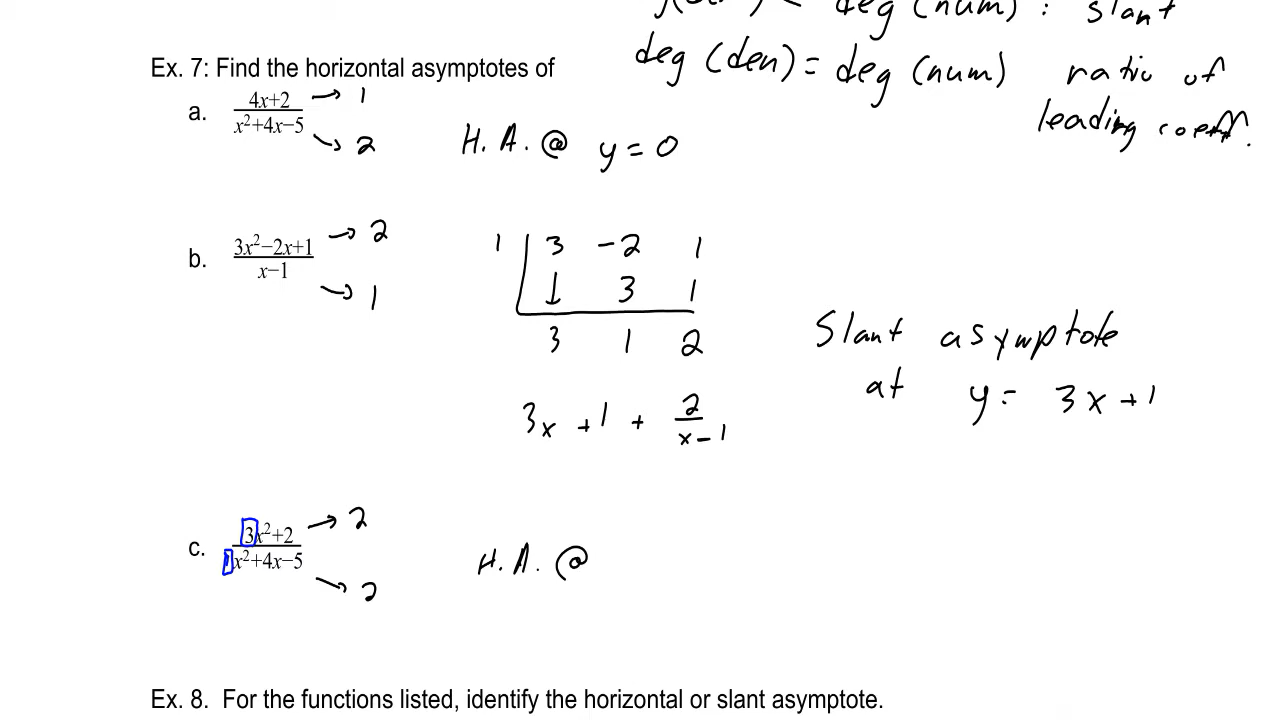 deg (num) : slant
deg (den) = deg (num) ratio of
leading coeff.
Ex. 7: Find the horizontal asymptotes of
a. 4x+2 → 1
x²+4x−5 → 2
H. A. @ y = 0
b. 3x²−2x+1 → 2
x−1 → 1
1 3 -2 1
↓ 3 1
3 1 2
3x + 1 + 2/(x-1)
Slant asymptote
at y = 3x + 1
c. 3x²+2 → 2
1x²+4x−5 → 2
H. A. @
Ex. 8. For the functions listed, identify the horizontal or slant asymptote.